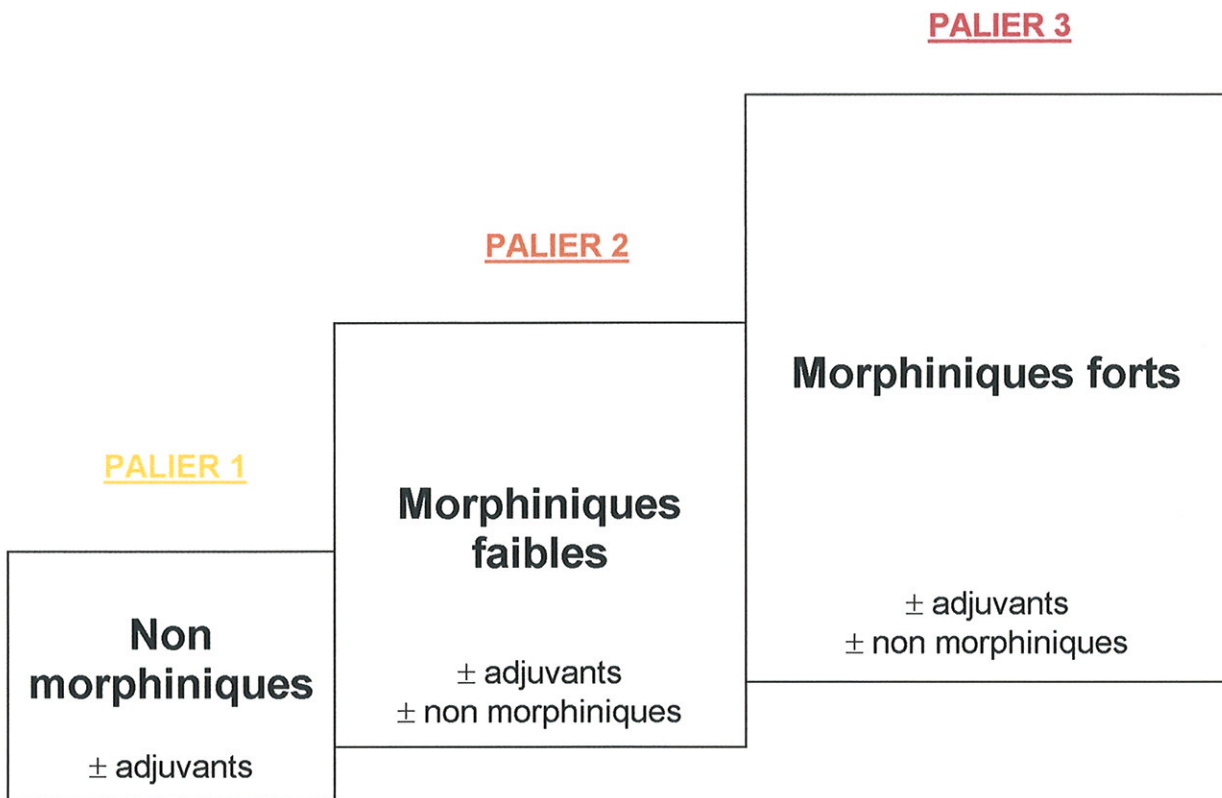 PALIER 1
Non
morphiniques
± adjuvants
PALIER 2
Morphiniques
faibles
± adjuvants
± non morphiniques
PALIER 3
Morphiniques forts
± adjuvants
± non morphiniques